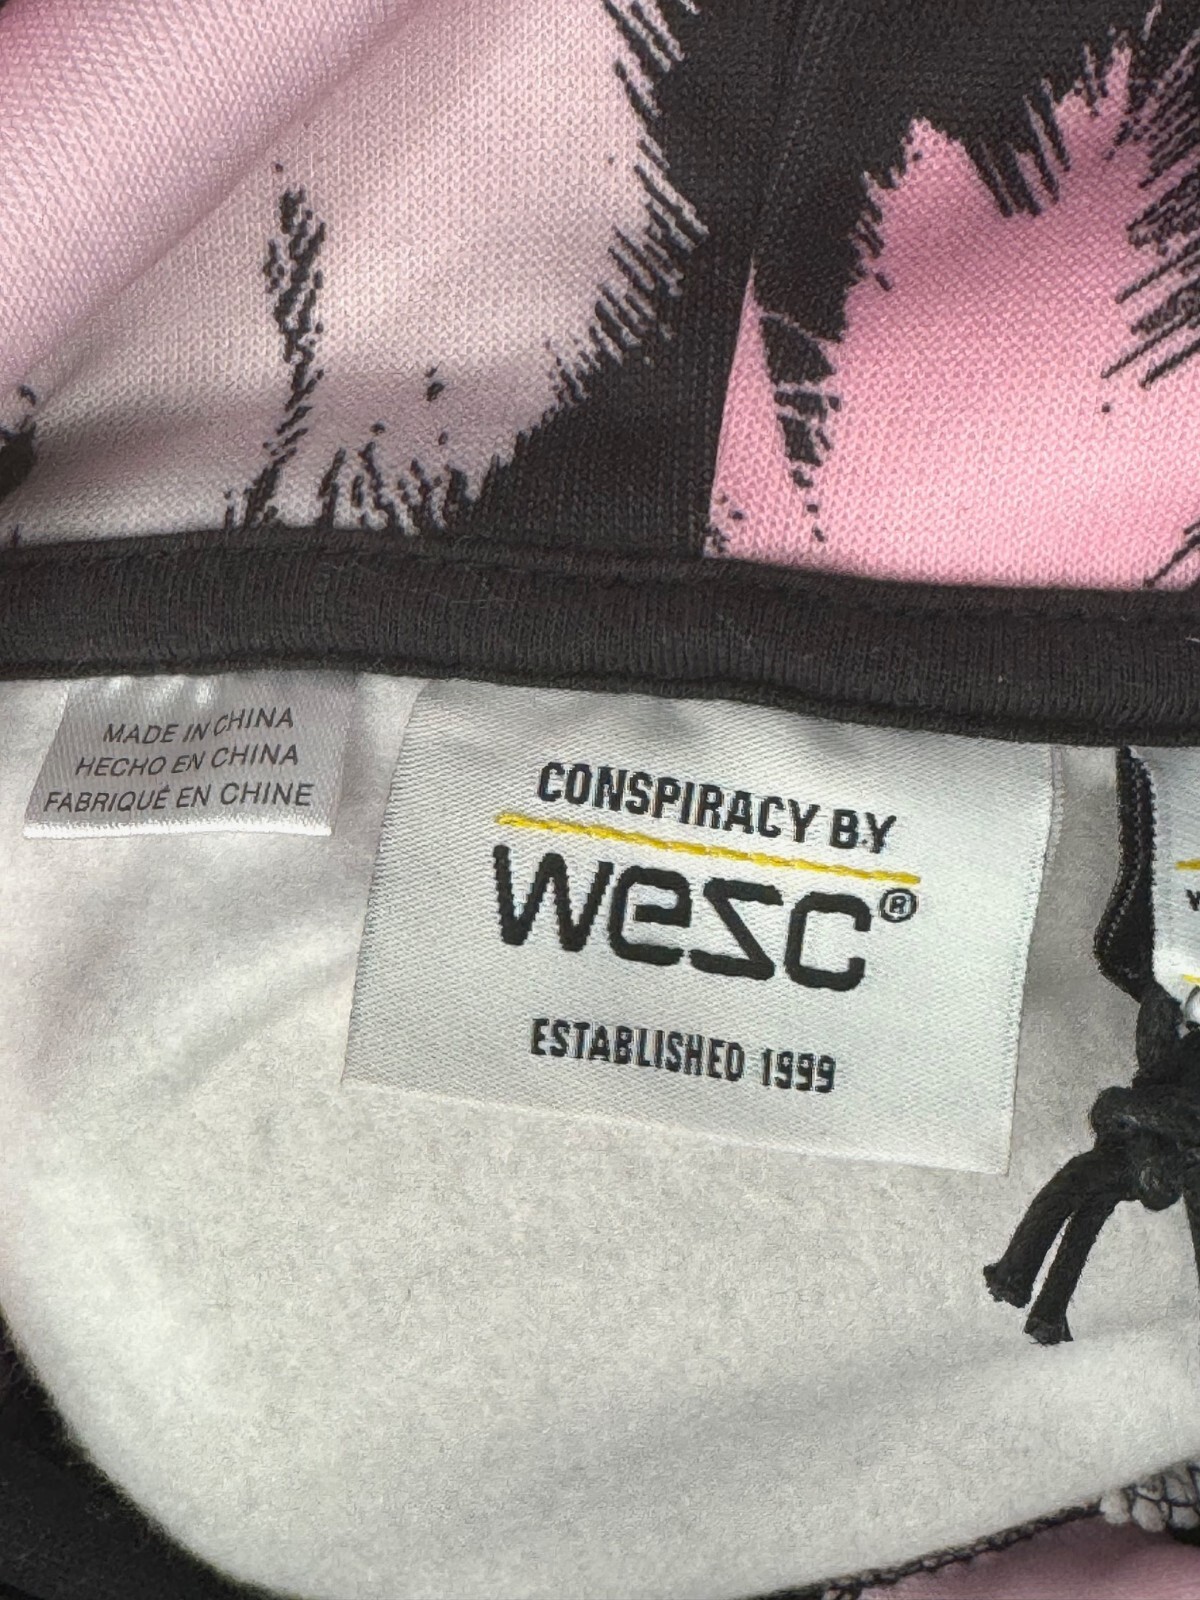 MADE IN CHINA
HECHO EN CHINA
FABRIQUÉ EN CHINE
CONSPIRACY BY
wesc®
ESTABLISHED 1999